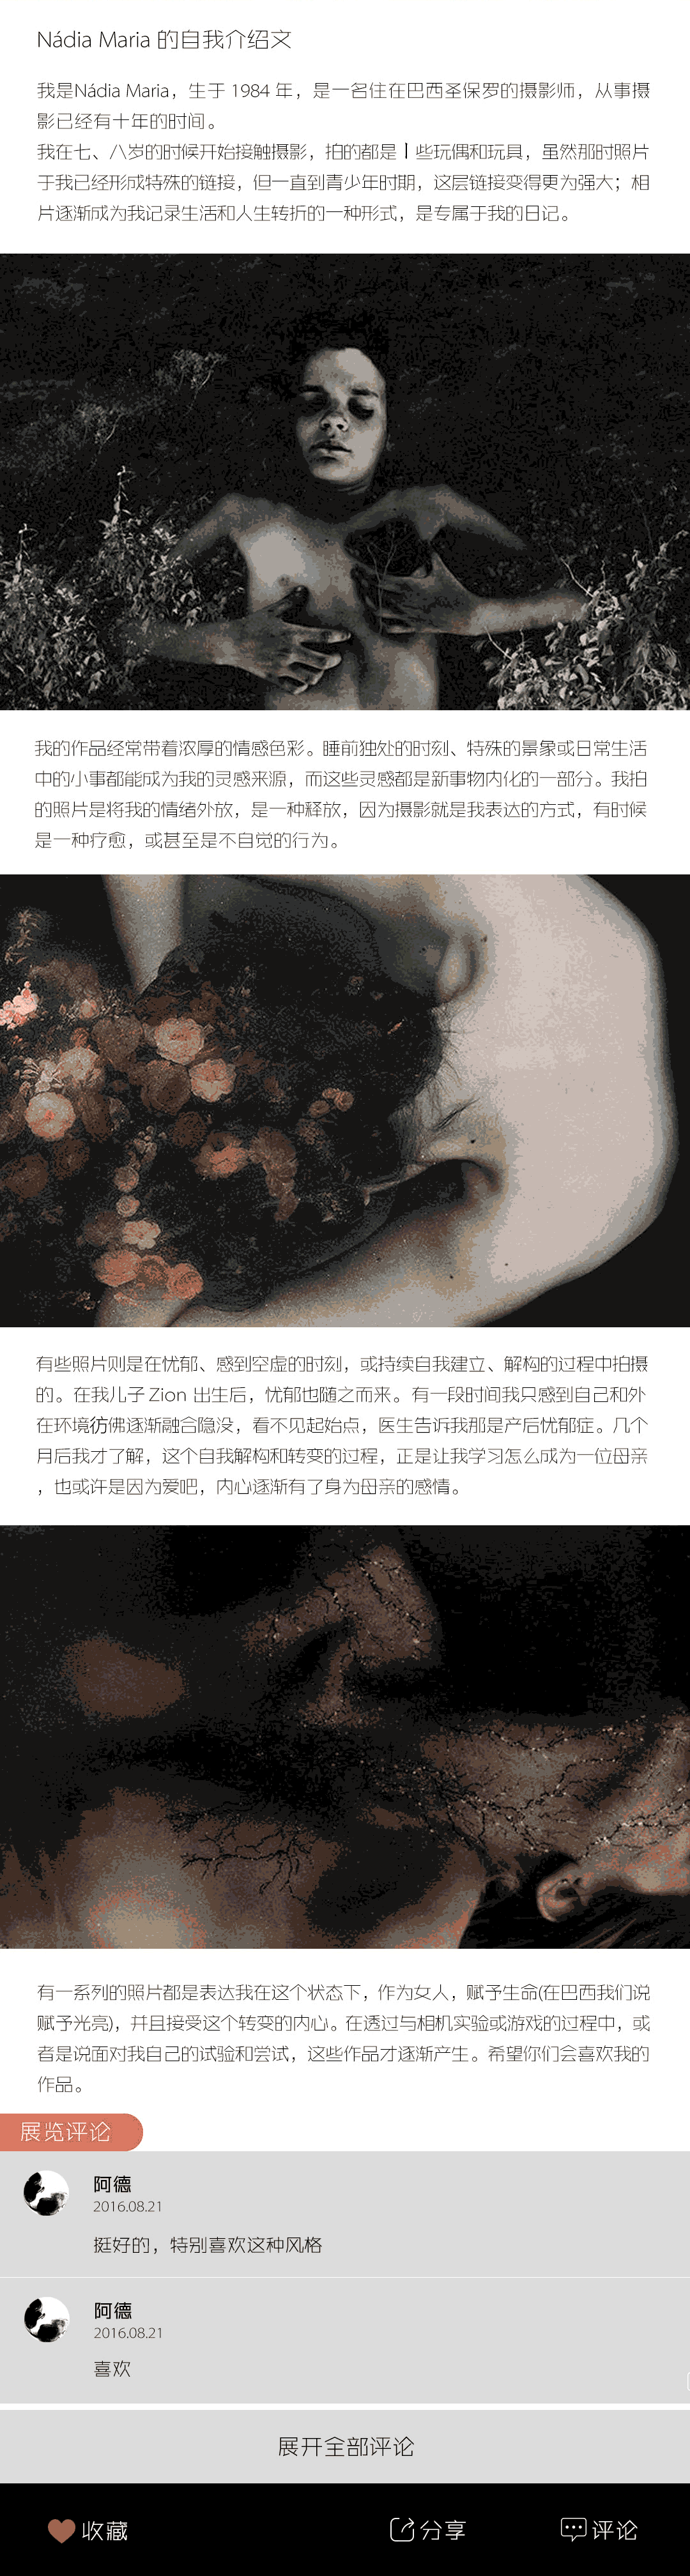 Nádia Maria 的自我介绍文
我是Nádia Maria，生于 1984 年，是一名住在巴西圣保罗的摄影师，从事摄
影已经有十年的时间。
我在七、八岁的时候开始接触摄影，拍的都是丨些玩偶和玩具，虽然那时照片
于我已经形成特殊的链接，但一直到青少年时期，这层链接变得更为强大；相
片逐渐成为我记录生活和人生转折的一种形式，是专属于我的日记。
我的作品经常带着浓厚的情感色彩。睡前独处的时刻、特殊的景象或日常生活
中的小事都能成为我的灵感来源，而这些灵感都是新事物内化的一部分。我拍
的照片是将我的情绪外放，是一种释放，因为摄影就是我表达的方式，有时候
是一种疗愈，或甚至是不自觉的行为。
有些照片则是在忧郁、感到空虚的时刻，或持续自我建立、解构的过程中拍摄
的。在我儿子 Zion 出生后，忧郁也随之而来。有一段时间我只感到自己和外
在环境彷佛逐渐融合隐没，看不见起始点，医生告诉我那是产后忧郁症。几个
月后我才了解，这个自我解构和转变的过程，正是让我学习怎么成为一位母亲
，也或许是因为爱吧，内心逐渐有了身为母亲的感情。
有一系列的照片都是表达我在这个状态下，作为女人，赋予生命(在巴西我们说
赋予光亮)，并且接受这个转变的内心。在透过与相机实验或游戏的过程中，或
者是说面对我自己的试验和尝试，这些作品才逐渐产生。希望你们会喜欢我的
作品。
展览评论
阿德
2016.08.21
挺好的，特别喜欢这种风格
阿德
2016.08.21
喜欢
展开全部评论
收藏
分享
评论